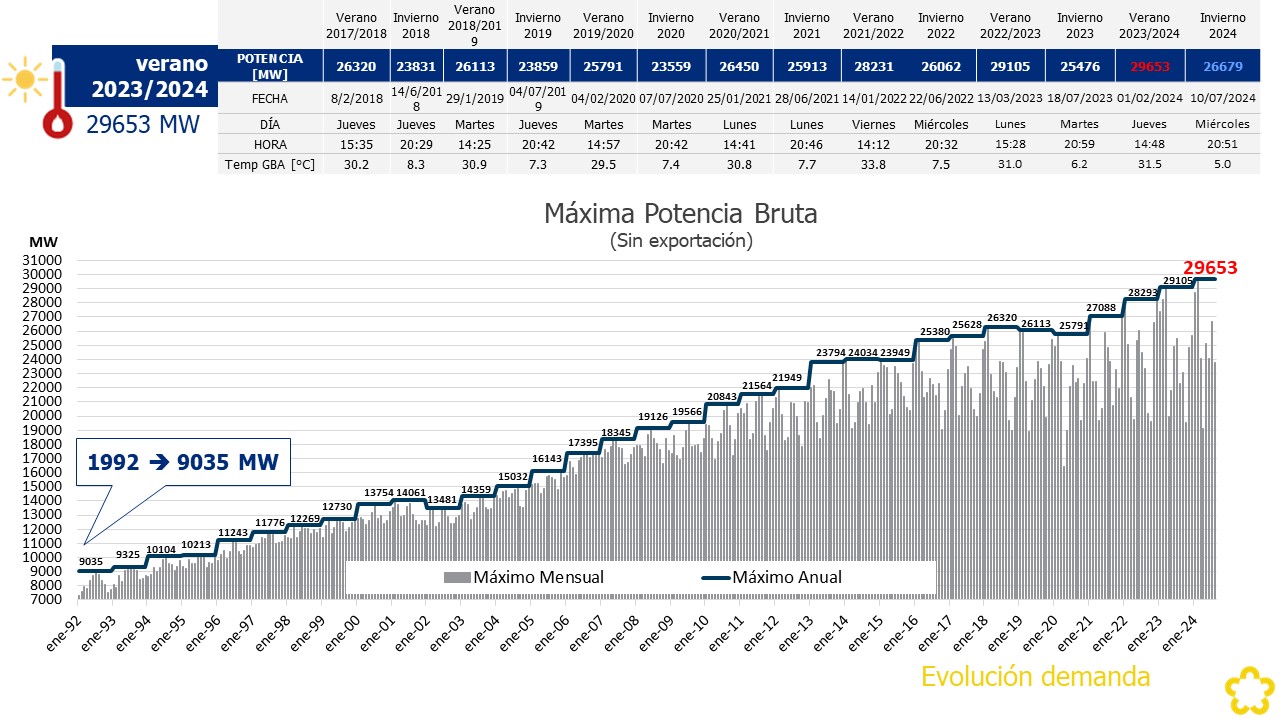 Verano 2017/2018 Invierno 2018 Verano 2018/2019 Invierno 2019 Verano 2019/2020 Invierno 2020 Verano 2020/2021 Invierno 2021 Verano 2021/2022 Invierno 2022 Verano 2022/2023 Invierno 2023 Verano 2023/2024 Invierno 2024
POTENCIA [MW] 26320 23831 26113 23859 25791 23559 26450 25913 28231 26062 29105 25476 29653 26679
FECHA 8/2/2018 14/6/2018 29/1/2019 04/07/2019 04/02/2020 07/07/2020 25/01/2021 28/06/2021 14/01/2022 22/06/2022 13/03/2023 18/07/2023 01/02/2024 10/07/2024
DÍA Jueves Jueves Martes Jueves Martes Martes Lunes Lunes Viernes Miércoles Lunes Martes Jueves Miércoles
HORA 15:35 20:29 14:25 20:42 14:57 20:42 14:41 20:46 14:12 20:32 15:28 20:59 14:48 20:51
Temp GBA [°C] 30.2 8.3 30.9 7.3 29.5 7.4 30.8 7.7 33.8 7.5 31.0 6.2 31.5 5.0
verano
2023/2024
29653 MW
Máxima Potencia Bruta
(Sin exportación)
MW
31000
30000
29000
28000
27000
26000
25000
24000
23000
22000
21000
20000
19000
18000
17000
16000
15000
14000
13000
12000
11000
10000
9000
8000
7000
1992 → 9035 MW
9035 9325 10104 10213 11243 11776 12269 12730 13754 14061 13481 14359 15032 16143 17395 18345 19126 19566 20843 21564 21949 23794 24034 23949 25380 25628 26320 26113 25791 27088 28293 29105 29653
Máximo Mensual Máximo Anual
ene-92 ene-93 ene-94 ene-95 ene-96 ene-97 ene-98 ene-99 ene-00 ene-01 ene-02 ene-03 ene-04 ene-05 ene-06 ene-07 ene-08 ene-09 ene-10 ene-11 ene-12 ene-13 ene-14 ene-15 ene-16 ene-17 ene-18 ene-19 ene-20 ene-21 ene-22 ene-23 ene-24
Evolución demanda